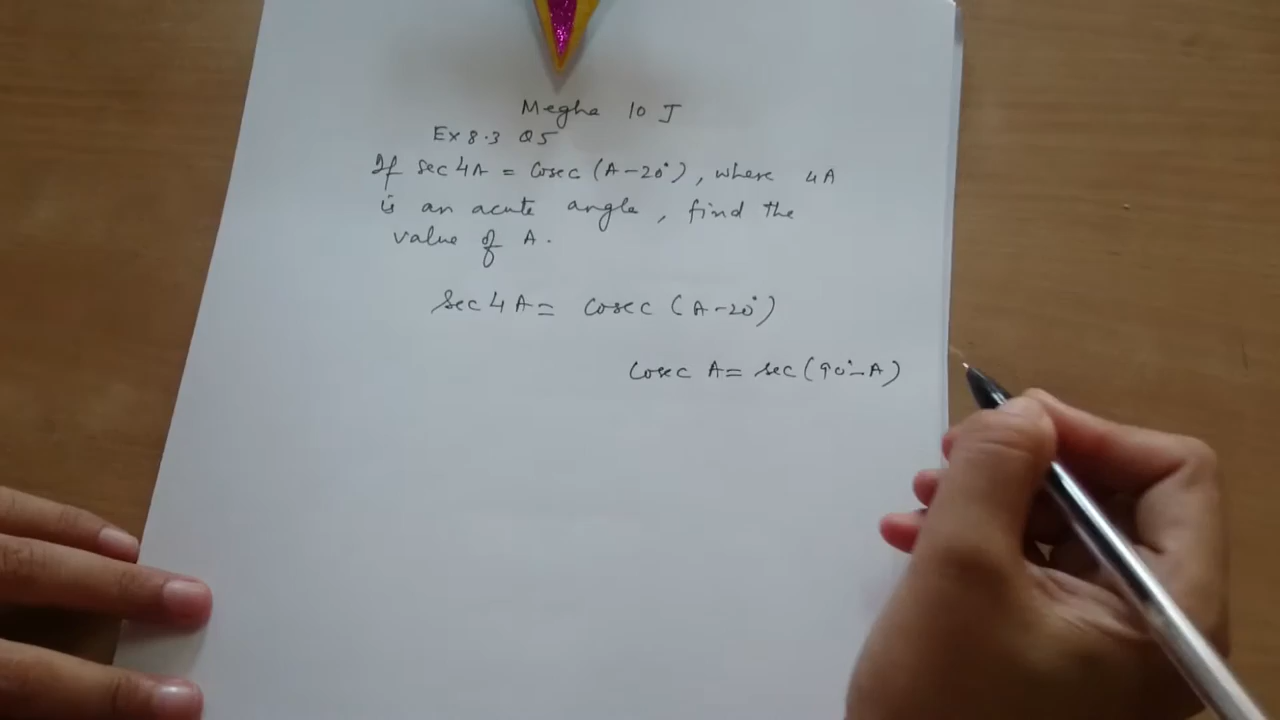 Megha 10 J
Ex 8.3 Q5
If sec 4A = Cosec (A-20°), where 4A
is an acute angle, find the
value of A.
Sec 4A = cosec (A-20°)
Cosec A = sec (90°-A)